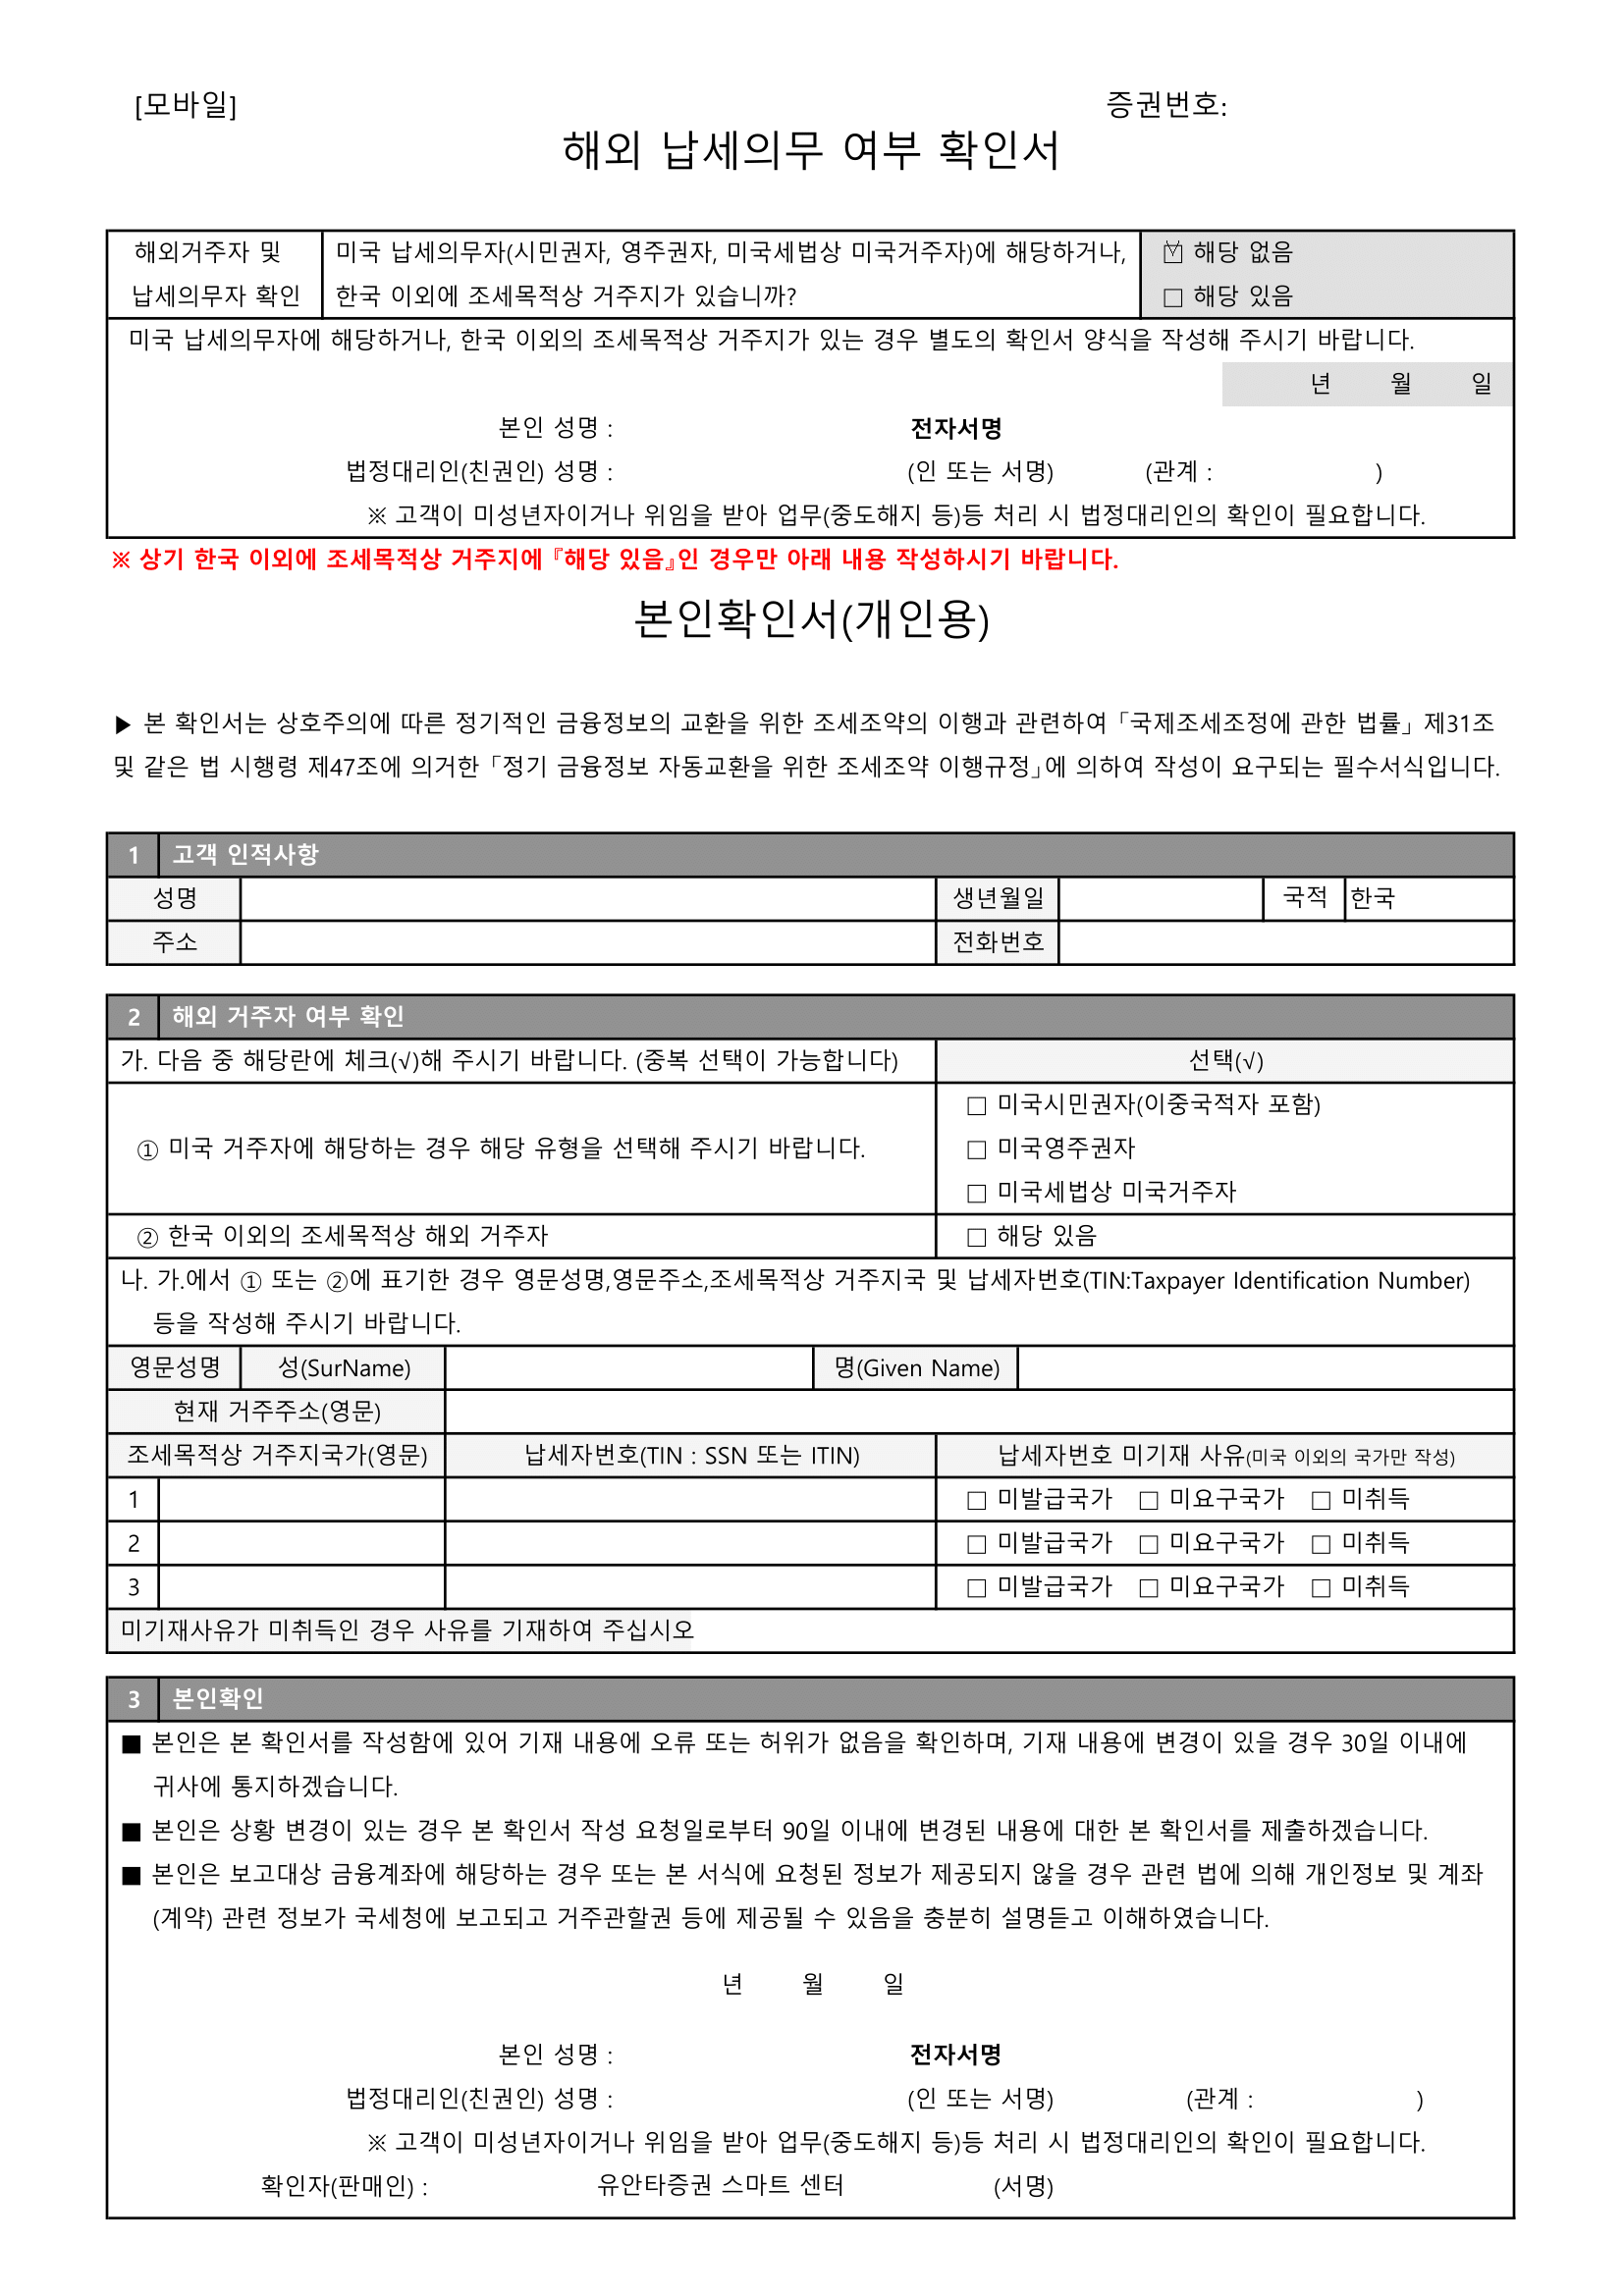 [모바일] 증권번호:
해외 납세의무 여부 확인서
해외거주자 및 미국 납세의무자(시민권자, 영주권자, 미국세법상 미국거주자)에 해당하거나, ☑ 해당 없음
납세의무자 확인 한국 이외에 조세목적상 거주지가 있습니까? □ 해당 있음
미국 납세의무자에 해당하거나, 한국 이외의 조세목적상 거주지가 있는 경우 별도의 확인서 양식을 작성해 주시기 바랍니다.
년 월 일
본인 성명 : 전자서명
법정대리인(친권인) 성명 : (인 또는 서명) (관계 : )
※ 고객이 미성년자이거나 위임을 받아 업무(중도해지 등)등 처리 시 법정대리인의 확인이 필요합니다.
※ 상기 한국 이외에 조세목적상 거주지에 『해당 있음』인 경우만 아래 내용 작성하시기 바랍니다.
본인확인서(개인용)
▶ 본 확인서는 상호주의에 따른 정기적인 금융정보의 교환을 위한 조세조약의 이행과 관련하여 「국제조세조정에 관한 법률」 제31조
및 같은 법 시행령 제47조에 의거한 「정기 금융정보 자동교환을 위한 조세조약 이행규정」에 의하여 작성이 요구되는 필수서식입니다.
1 고객 인적사항
성명 생년월일 국적 한국
주소 전화번호
2 해외 거주자 여부 확인
가. 다음 중 해당란에 체크(√)해 주시기 바랍니다. (중복 선택이 가능합니다) 선택(√)
□ 미국시민권자(이중국적자 포함)
① 미국 거주자에 해당하는 경우 해당 유형을 선택해 주시기 바랍니다. □ 미국영주권자
□ 미국세법상 미국거주자
② 한국 이외의 조세목적상 해외 거주자 □ 해당 있음
나. 가.에서 ① 또는 ②에 표기한 경우 영문성명,영문주소,조세목적상 거주지국 및 납세자번호(TIN:Taxpayer Identification Number)
등을 작성해 주시기 바랍니다.
영문성명 성(SurName) 명(Given Name)
현재 거주주소(영문)
조세목적상 거주지국가(영문) 납세자번호(TIN : SSN 또는 ITIN) 납세자번호 미기재 사유(미국 이외의 국가만 작성)
1 □ 미발급국가 □ 미요구국가 □ 미취득
2 □ 미발급국가 □ 미요구국가 □ 미취득
3 □ 미발급국가 □ 미요구국가 □ 미취득
미기재사유가 미취득인 경우 사유를 기재하여 주십시오
3 본인확인
■ 본인은 본 확인서를 작성함에 있어 기재 내용에 오류 또는 허위가 없음을 확인하며, 기재 내용에 변경이 있을 경우 30일 이내에
귀사에 통지하겠습니다.
■ 본인은 상황 변경이 있는 경우 본 확인서 작성 요청일로부터 90일 이내에 변경된 내용에 대한 본 확인서를 제출하겠습니다.
■ 본인은 보고대상 금융계좌에 해당하는 경우 또는 본 서식에 요청된 정보가 제공되지 않을 경우 관련 법에 의해 개인정보 및 계좌
(계약) 관련 정보가 국세청에 보고되고 거주관할권 등에 제공될 수 있음을 충분히 설명듣고 이해하였습니다.
년 월 일
본인 성명 : 전자서명
법정대리인(친권인) 성명 : (인 또는 서명) (관계 : )
※ 고객이 미성년자이거나 위임을 받아 업무(중도해지 등)등 처리 시 법정대리인의 확인이 필요합니다.
확인자(판매인) : 유안타증권 스마트 센터 (서명)